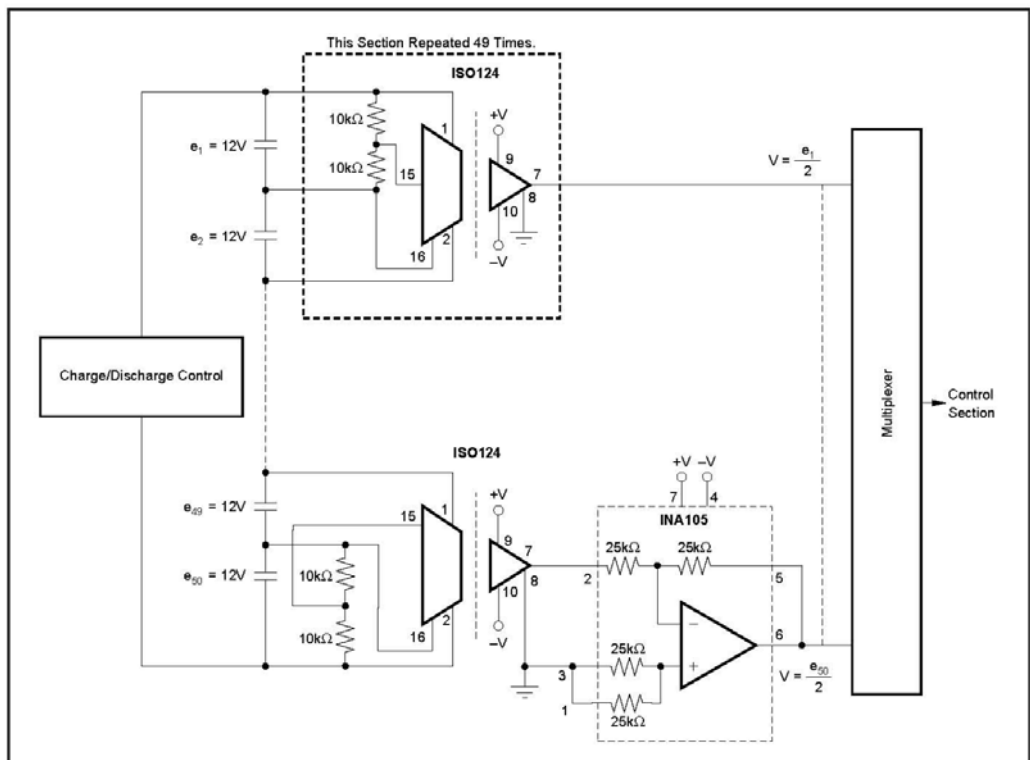 This Section Repeated 49 Times.
ISO124
10kΩ
10kΩ
e1 = 12V
e2 = 12V
1
15
2
16
+V
9
7
8
10
–V
V = e1
2
Charge/Discharge Control
Multiplexer
Control
Section
ISO124
e49 = 12V
e50 = 12V
10kΩ
10kΩ
1
15
2
16
+V
9
7
8
10
–V
+V –V
7 4
INA105
25kΩ 25kΩ
2 5
6
–
+
25kΩ
3
1
25kΩ
V = e50
2